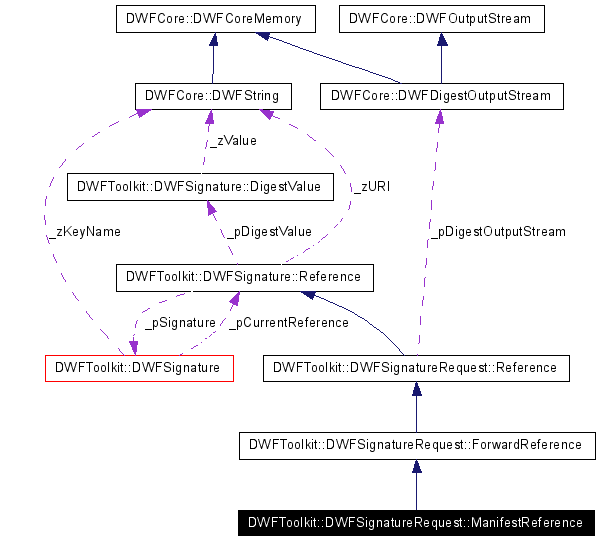 DWFCore::DWFCoreMemory
DWFCore::DWFOutputStream
DWFCore::DWFString
DWFCore::DWFDigestOutputStream
_zValue
DWFToolkit::DWFSignature::DigestValue
_zURI
_zKeyName
_pDigestValue
_pDigestOutputStream
DWFToolkit::DWFSignature::Reference
_pSignature
_pCurrentReference
DWFToolkit::DWFSignature
DWFToolkit::DWFSignatureRequest::Reference
DWFToolkit::DWFSignatureRequest::ForwardReference
DWFToolkit::DWFSignatureRequest::ManifestReference